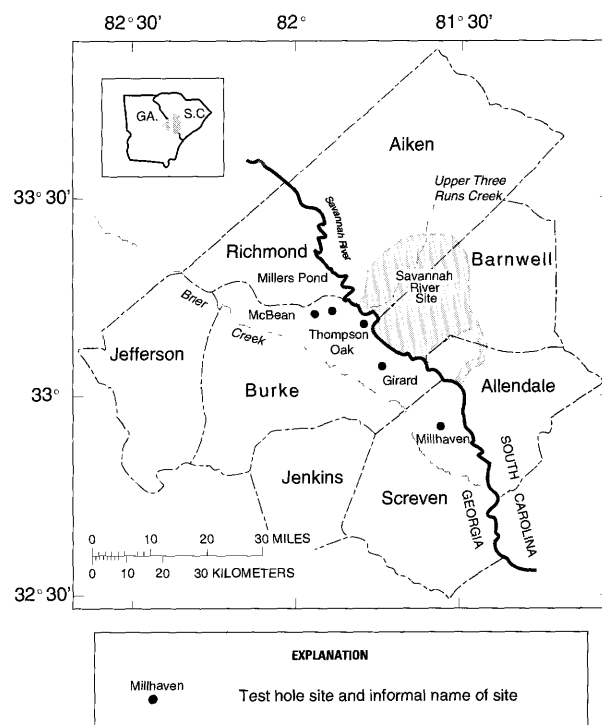 82° 30'
82°
81° 30'
GA.
S.C.
Aiken
33° 30'
Upper Three
Runs Creek
Savannah River
Richmond
Barnwell
Millers Pond
Savannah
River
Site
Brier
McBean
Creek
Thompson
Oak
Jefferson
Girard
Allendale
33°
Burke
Millhaven
SOUTH CAROLINA
Jenkins
Screven
GEORGIA
0 10 20 30 MILES
0 10 20 30 KILOMETERS
32° 30'
EXPLANATION
Millhaven
Test hole site and informal name of site